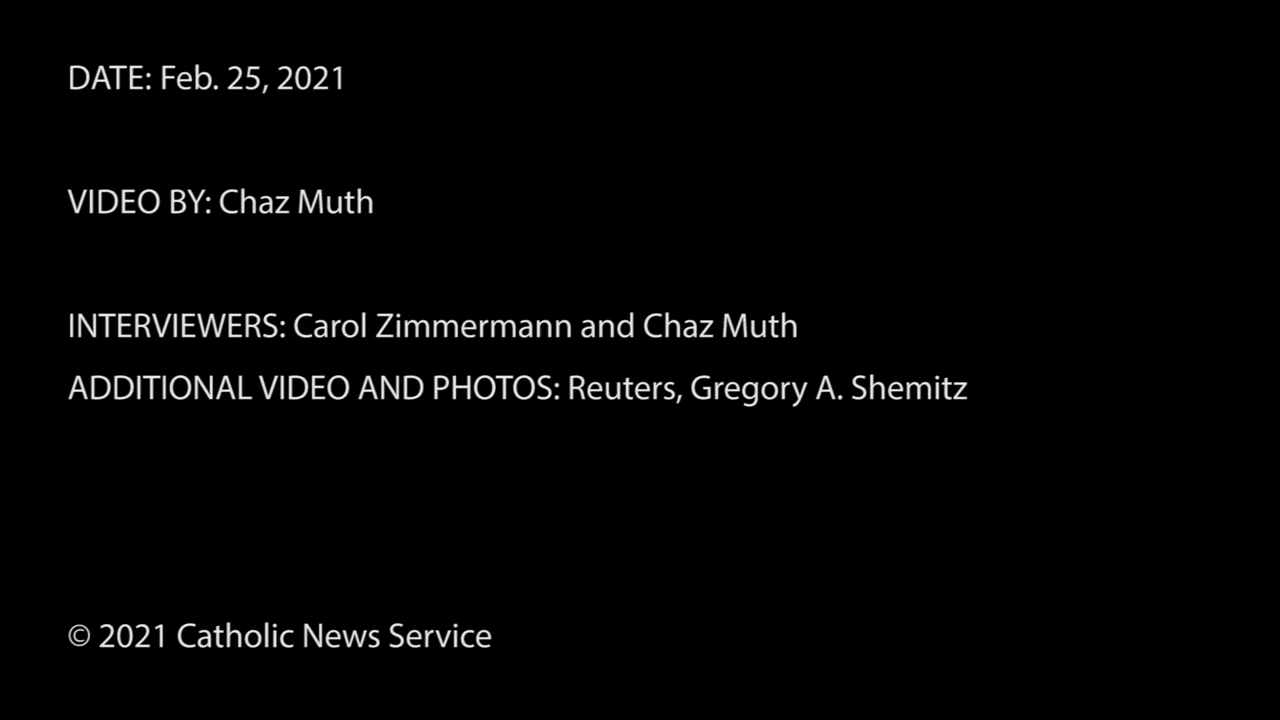 DATE: Feb. 25, 2021
VIDEO BY: Chaz Muth
INTERVIEWERS: Carol Zimmermann and Chaz Muth
ADDITIONAL VIDEO AND PHOTOS: Reuters, Gregory A. Shemitz
© 2021 Catholic News Service